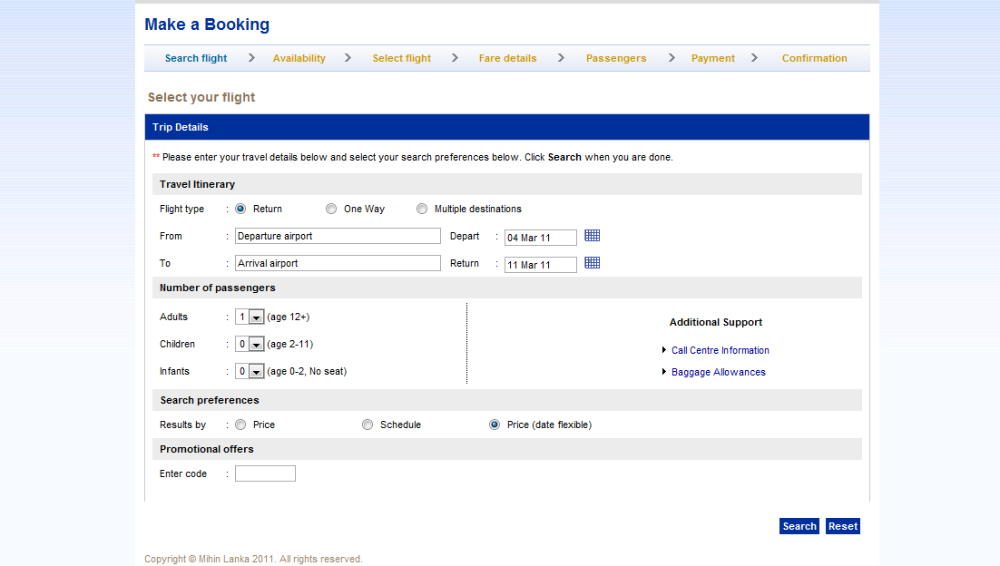 Make a Booking
Search flight > Availability > Select flight > Fare details > Passengers > Payment > Confirmation
Select your flight
Trip Details
** Please enter your travel details below and select your search preferences below. Click Search when you are done.
Travel Itinerary
Flight type : Return One Way Multiple destinations
From : Departure airport Depart : 04 Mar 11
To : Arrival airport Return : 11 Mar 11
Number of passengers
Adults : 1 (age 12+)
Additional Support
Children : 0 (age 2-11)
Call Centre Information
Infants : 0 (age 0-2, No seat)
Baggage Allowances
Search preferences
Results by : Price Schedule Price (date flexible)
Promotional offers
Enter code :
Search Reset
Copyright © Mihin Lanka 2011. All rights reserved.